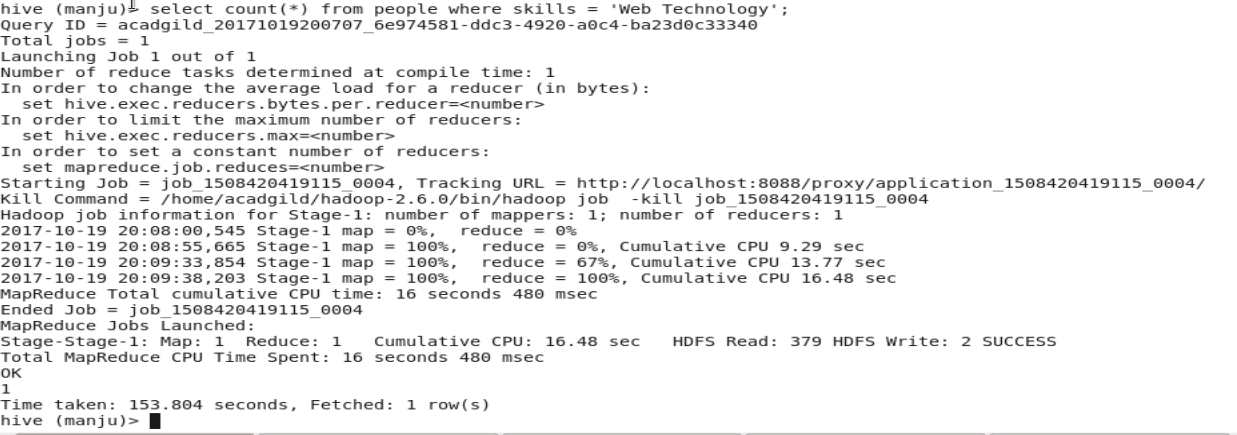 hive (manju)> select count(*) from people where skills = 'Web Technology';
Query ID = acadgild_20171019200707_6e974581-ddc3-4920-a0c4-ba23d0c33340
Total jobs = 1
Launching Job 1 out of 1
Number of reduce tasks determined at compile time: 1
In order to change the average load for a reducer (in bytes):
  set hive.exec.reducers.bytes.per.reducer=<number>
In order to limit the maximum number of reducers:
  set hive.exec.reducers.max=<number>
In order to set a constant number of reducers:
  set mapreduce.job.reduces=<number>
Starting Job = job_1508420419115_0004, Tracking URL = http://localhost:8088/proxy/application_1508420419115_0004/
Kill Command = /home/acadgild/hadoop-2.6.0/bin/hadoop job  -kill job_1508420419115_0004
Hadoop job information for Stage-1: number of mappers: 1; number of reducers: 1
2017-10-19 20:08:00,545 Stage-1 map = 0%,  reduce = 0%
2017-10-19 20:08:55,665 Stage-1 map = 100%,  reduce = 0%, Cumulative CPU 9.29 sec
2017-10-19 20:09:33,854 Stage-1 map = 100%,  reduce = 67%, Cumulative CPU 13.77 sec
2017-10-19 20:09:38,203 Stage-1 map = 100%,  reduce = 100%, Cumulative CPU 16.48 sec
MapReduce Total cumulative CPU time: 16 seconds 480 msec
Ended Job = job_1508420419115_0004
MapReduce Jobs Launched:
Stage-Stage-1: Map: 1  Reduce: 1   Cumulative CPU: 16.48 sec   HDFS Read: 379 HDFS Write: 2 SUCCESS
Total MapReduce CPU Time Spent: 16 seconds 480 msec
OK
1
Time taken: 153.804 seconds, Fetched: 1 row(s)
hive (manju)>